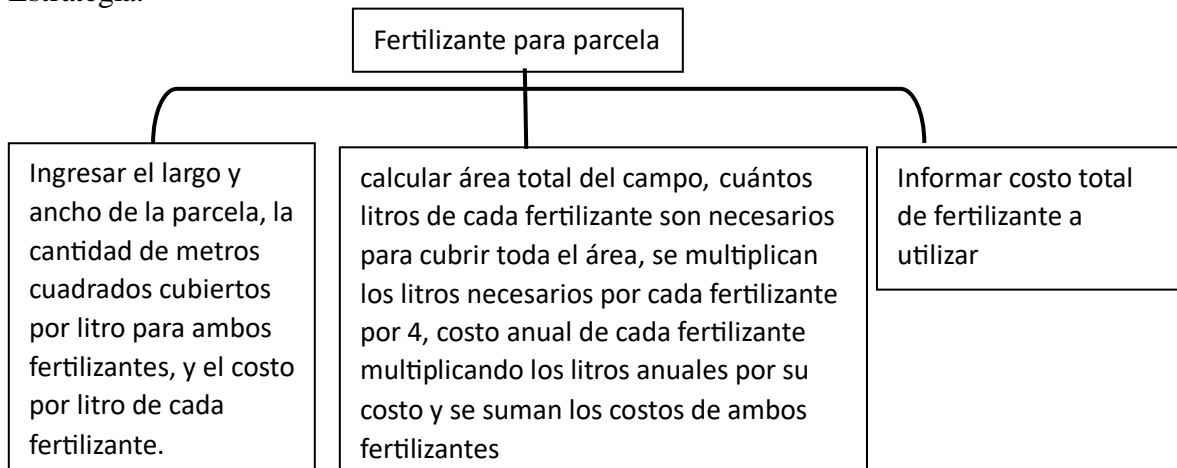 Estrategia:
Fertilizante para parcela
Ingresar el largo y
ancho de la parcela, la
cantidad de metros
cuadrados cubiertos
por litro para ambos
fertilizantes, y el costo
por litro de cada
fertilizante.
calcular área total del campo, cuántos
litros de cada fertilizante son necesarios
para cubrir toda el área, se multiplican
los litros necesarios por cada fertilizante
por 4, costo anual de cada fertilizante
multiplicando los litros anuales por su
costo y se suman los costos de ambos
fertilizantes
Informar costo total
de fertilizante a
utilizar